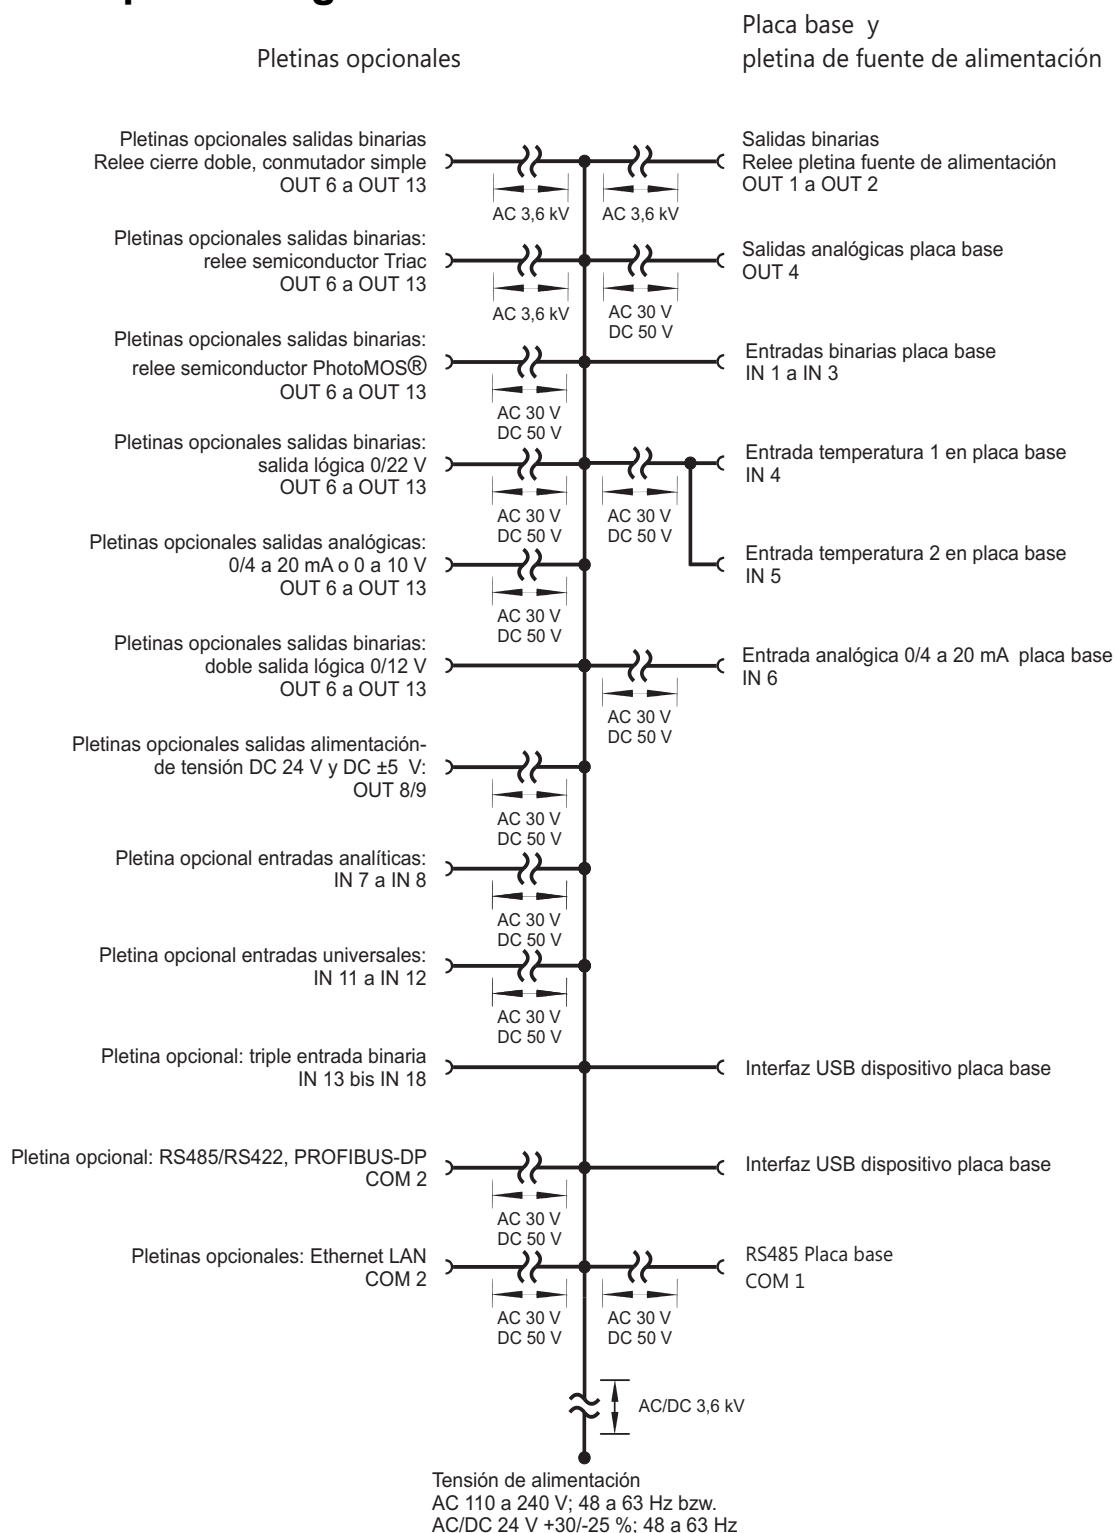 Placa base y
pletina de fuente de alimentación
Pletinas opcionales
Pletinas opcionales salidas binarias
Relee cierre doble, conmutador simple
OUT 6 a OUT 13
AC 3,6 kV
AC 3,6 kV
Salidas binarias
Relee pletina fuente de alimentación
OUT 1 a OUT 2
Pletinas opcionales salidas binarias:
relee semiconductor Triac
OUT 6 a OUT 13
AC 3,6 kV
AC 30 V
DC 50 V
Salidas analógicas placa base
OUT 4
Pletinas opcionales salidas binarias:
relee semiconductor PhotoMOS®
OUT 6 a OUT 13
AC 30 V
DC 50 V
Entradas binarias placa base
IN 1 a IN 3
Pletinas opcionales salidas binarias:
salida lógica 0/22 V
OUT 6 a OUT 13
AC 30 V
DC 50 V
AC 30 V
DC 50 V
Entrada temperatura 1 en placa base
IN 4
Pletinas opcionales salidas analógicas:
0/4 a 20 mA o 0 a 10 V
OUT 6 a OUT 13
AC 30 V
DC 50 V
Entrada temperatura 2 en placa base
IN 5
Pletinas opcionales salidas binarias:
doble salida lógica 0/12 V
OUT 6 a OUT 13
AC 30 V
DC 50 V
Entrada analógica 0/4 a 20 mA placa base
IN 6
Pletinas opcionales salidas alimentación-
de tensión DC 24 V y DC ±5 V:
OUT 8/9
AC 30 V
DC 50 V
Pletina opcional entradas analíticas:
IN 7 a IN 8
AC 30 V
DC 50 V
Pletina opcional entradas universales:
IN 11 a IN 12
AC 30 V
DC 50 V
Pletina opcional: triple entrada binaria
IN 13 bis IN 18
Interfaz USB dispositivo placa base
Pletina opcional: RS485/RS422, PROFIBUS-DP
COM 2
AC 30 V
DC 50 V
Interfaz USB dispositivo placa base
Pletinas opcionales: Ethernet LAN
COM 2
AC 30 V
DC 50 V
AC 30 V
DC 50 V
RS485 Placa base
COM 1
AC/DC 3,6 kV
Tensión de alimentación
AC 110 a 240 V; 48 a 63 Hz bzw.
AC/DC 24 V +30/-25 %; 48 a 63 Hz